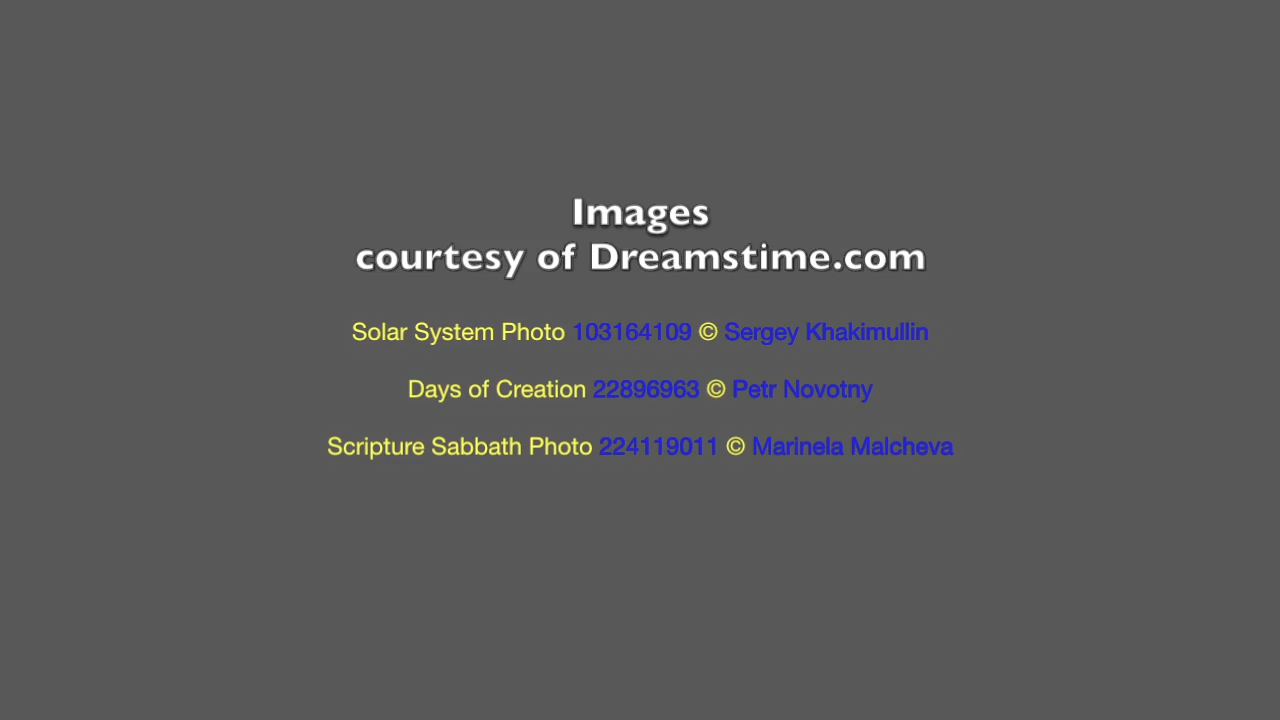 Images
courtesy of Dreamstime.com
Solar System Photo 103164109 © Sergey Khakimullin
Days of Creation 22896963 © Petr Novotny
Scripture Sabbath Photo 224119011 © Marinela Malcheva